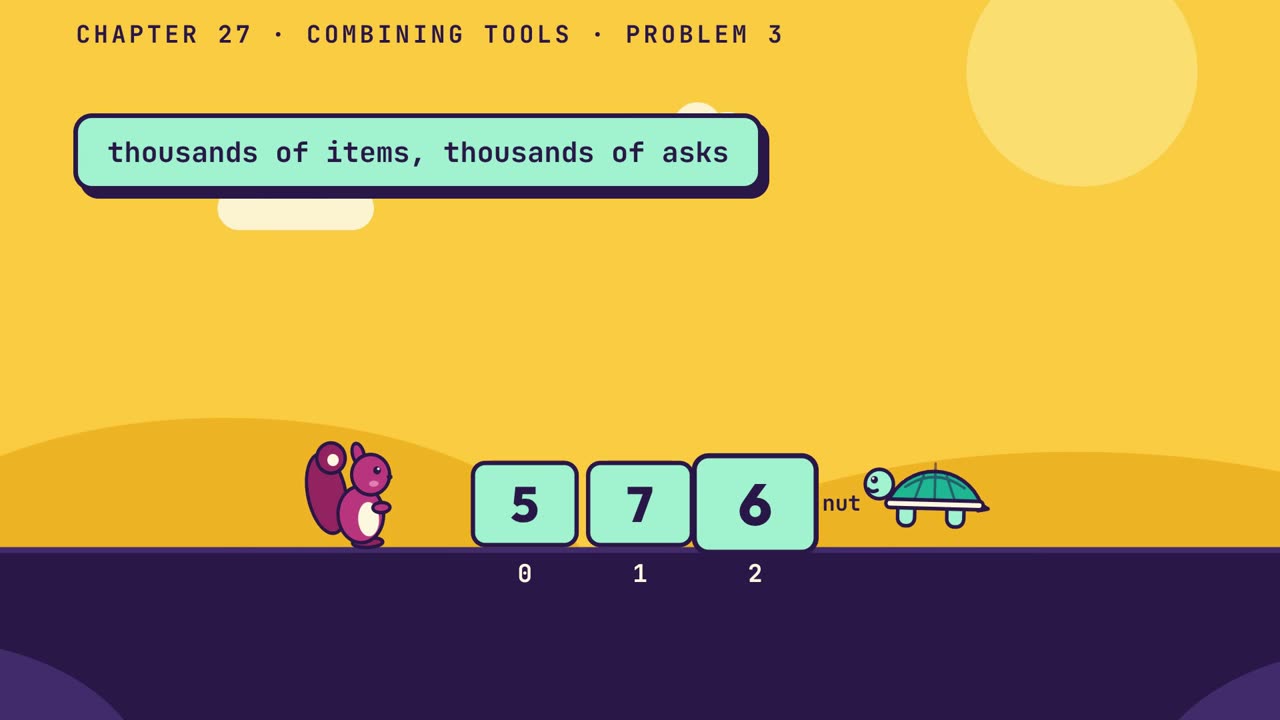 CHAPTER 27 · COMBINING TOOLS · PROBLEM 3
thousands of items, thousands of asks
5 7 6 nut
0 1 2